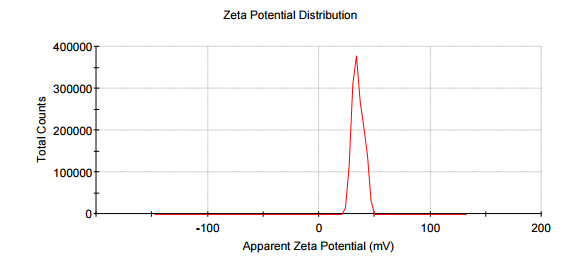 Zeta Potential Distribution
400000
300000
200000
100000
0
Total Counts
-100 0 100 200
Apparent Zeta Potential (mV)